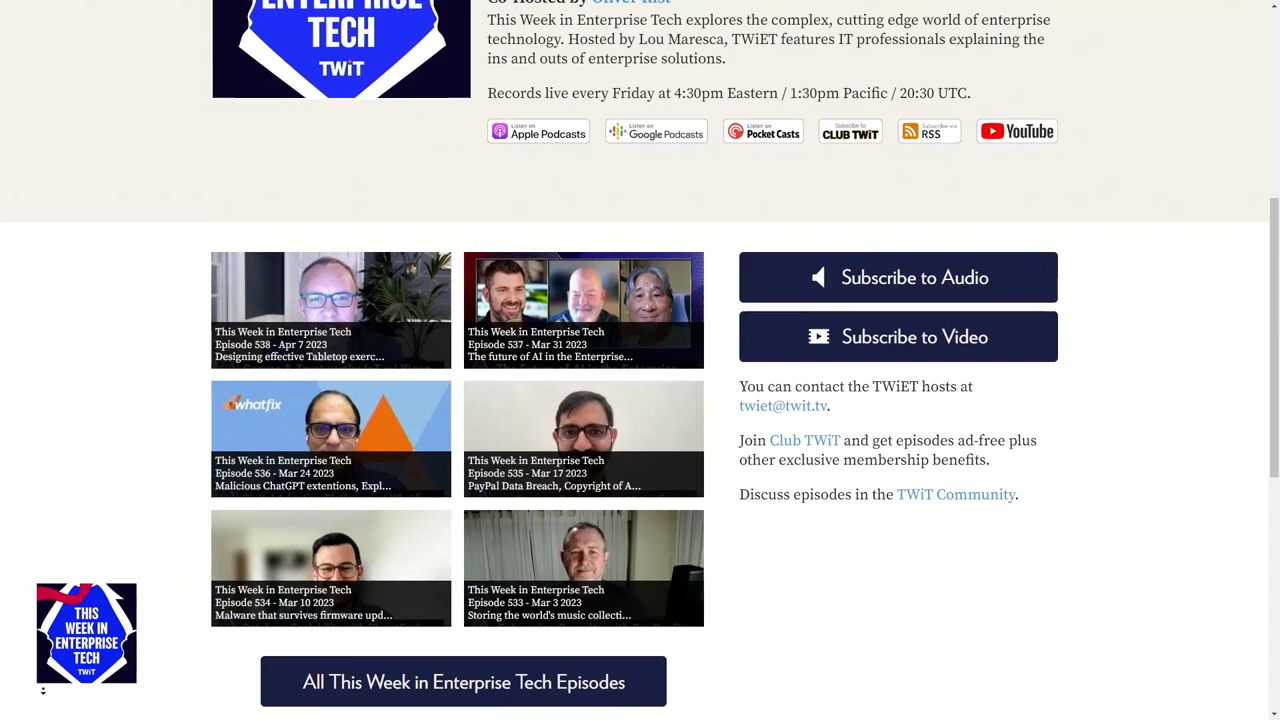 ENTERPRISE
TECH
TWiT
Co-Hosted by Oliver Rist
This Week in Enterprise Tech explores the complex, cutting edge world of enterprise
technology. Hosted by Lou Maresca, TWiET features IT professionals explaining the
ins and outs of enterprise solutions.
Records live every Friday at 4:30pm Eastern / 1:30pm Pacific / 20:30 UTC.
Listen on
Apple Podcasts
Listen on
Google Podcasts
Listen on
Pocket Casts
Subscribe to
CLUB TWiT
Subscribe via
RSS
YouTube
This Week in Enterprise Tech
Episode 538 - Apr 7 2023
Designing effective Tabletop exerc...
This Week in Enterprise Tech
Episode 537 - Mar 31 2023
The future of AI in the Enterprise...
whatfix
This Week in Enterprise Tech
Episode 536 - Mar 24 2023
Malicious ChatGPT extentions, Expl...
This Week in Enterprise Tech
Episode 535 - Mar 17 2023
PayPal Data Breach, Copyright of A...
This Week in Enterprise Tech
Episode 534 - Mar 10 2023
Malware that survives firmware upd...
This Week in Enterprise Tech
Episode 533 - Mar 3 2023
Storing the world's music collecti...
All This Week in Enterprise Tech Episodes
Subscribe to Audio
Subscribe to Video
You can contact the TWiET hosts at
twiet@twit.tv.
Join Club TWiT and get episodes ad-free plus
other exclusive membership benefits.
Discuss episodes in the TWiT Community.
THIS
WEEK IN
ENTERPRISE
TECH
TWiT